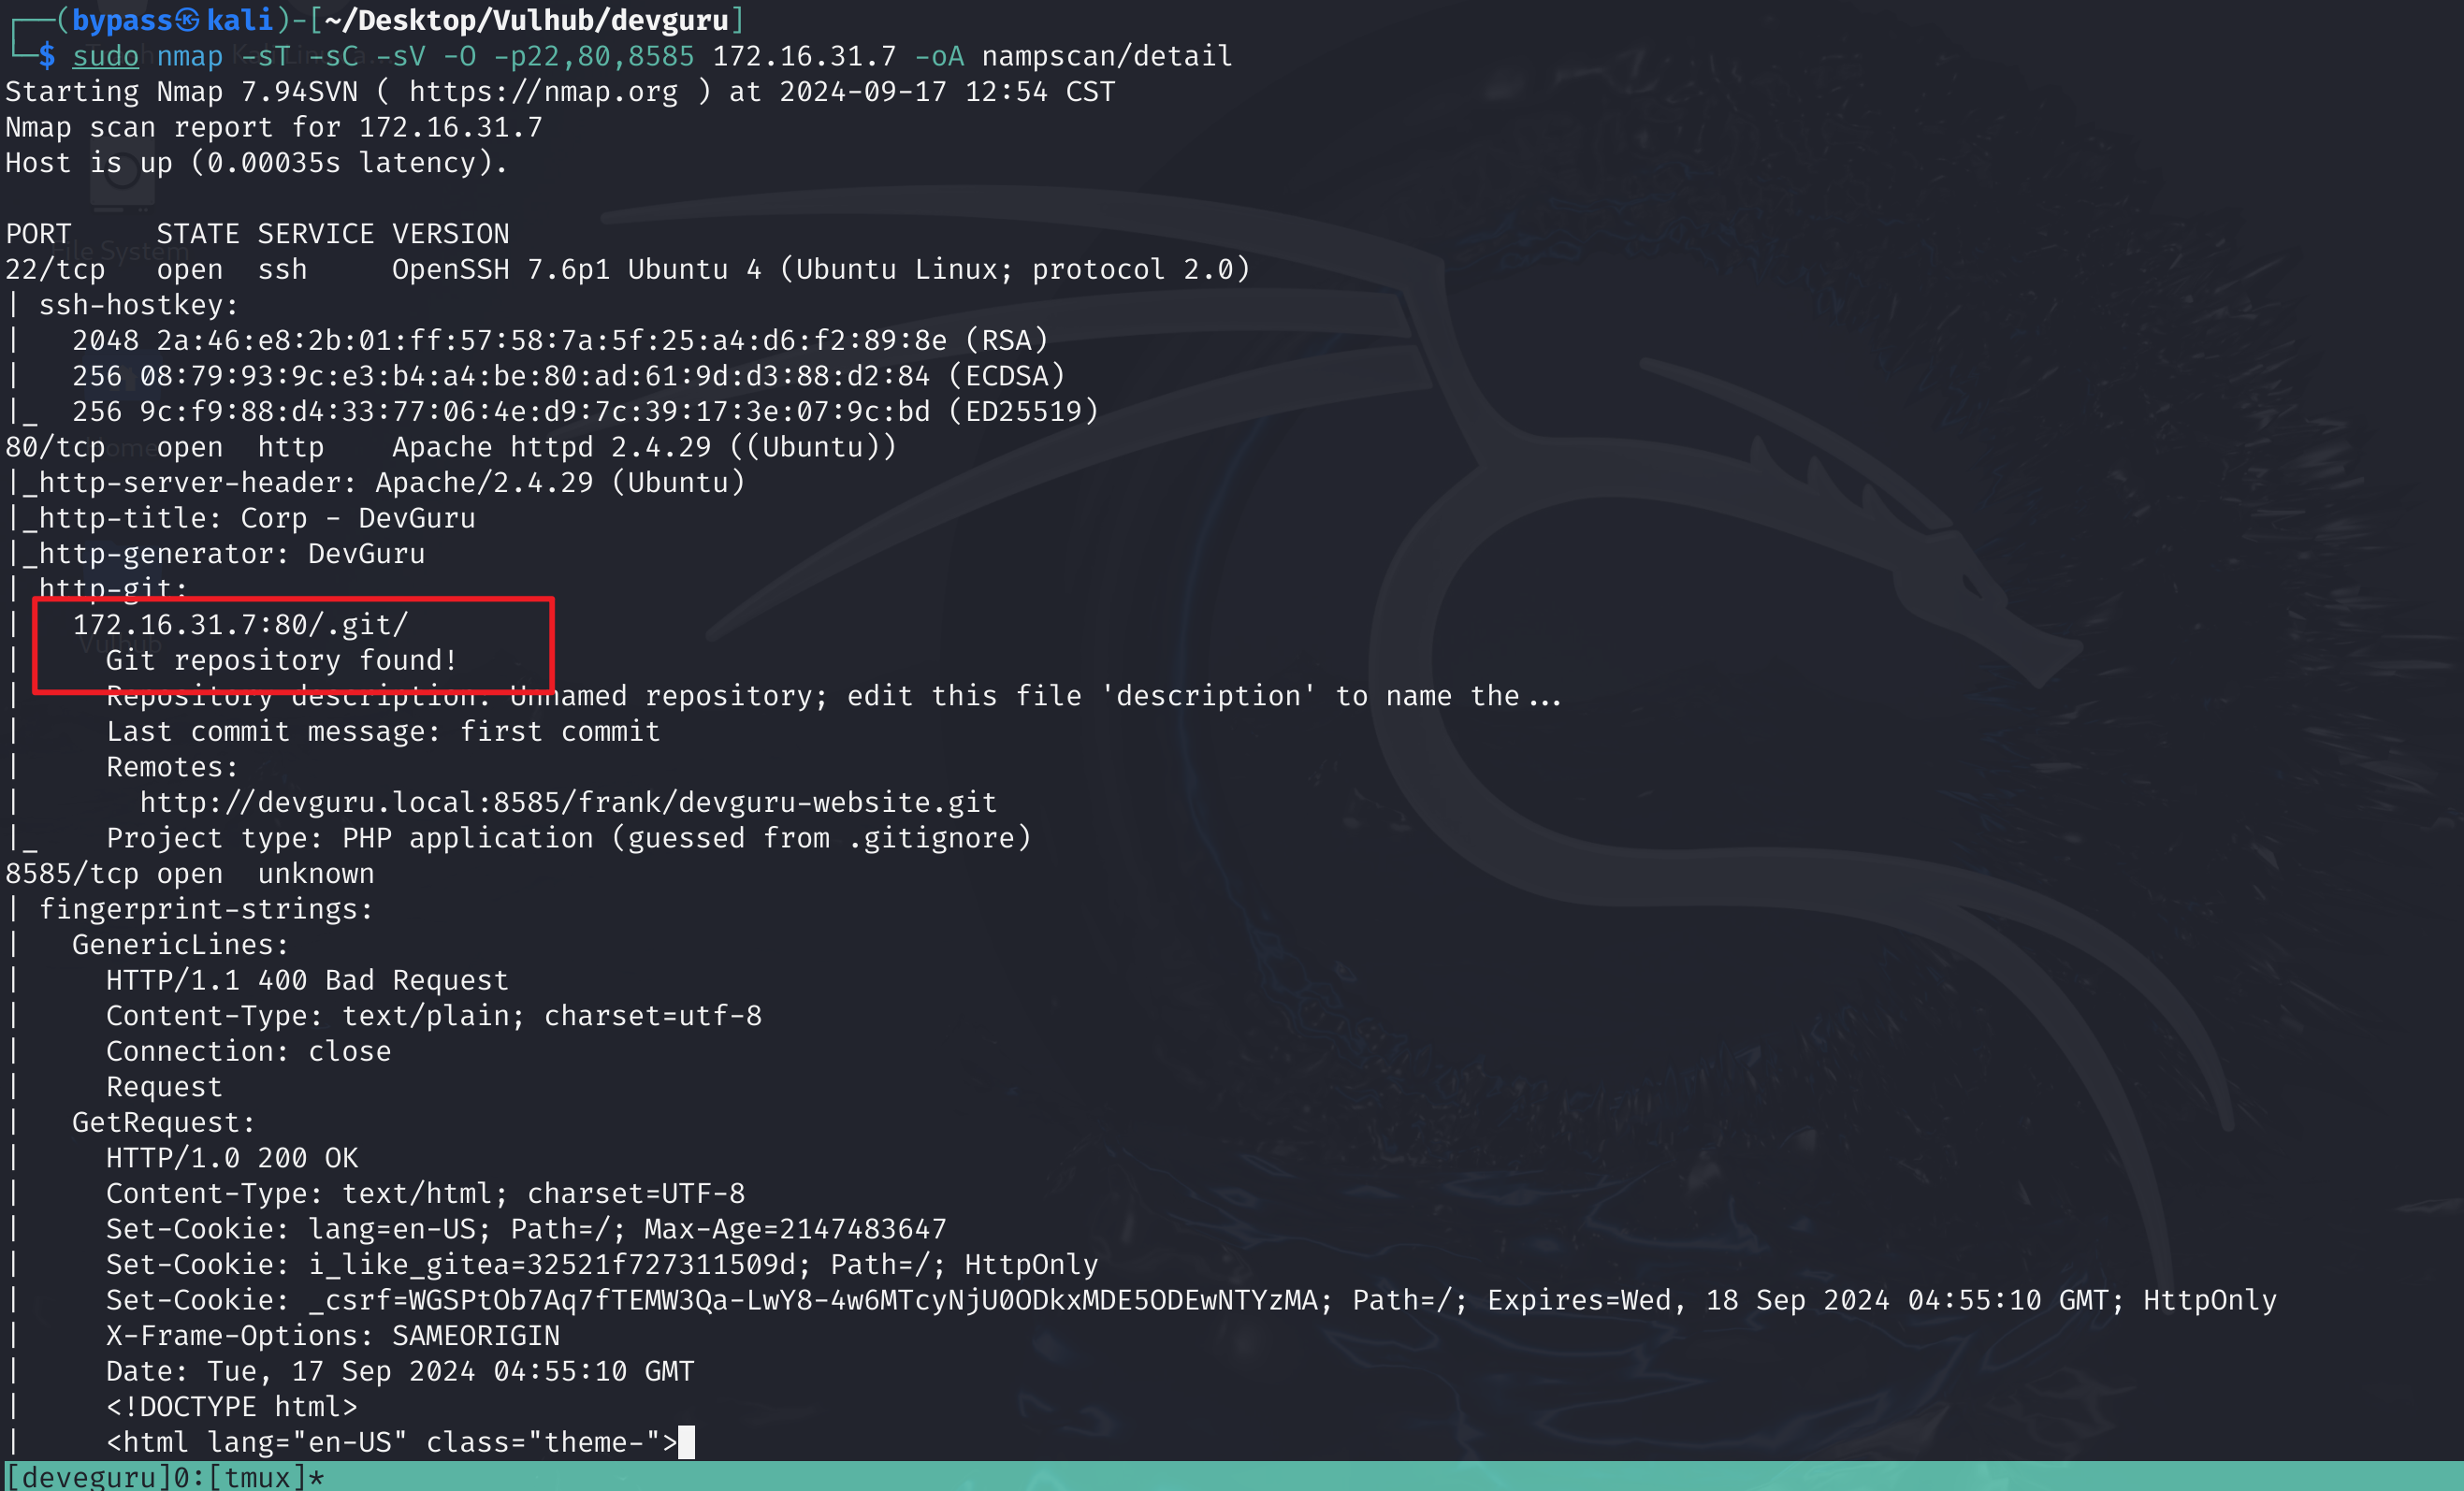 ┌──(bypass㉿kali)-[~/Desktop/Vulhub/devguru]
└─$ sudo nmap -sT -sC -sV -O -p22,80,8585 172.16.31.7 -oA nampscan/detail
Starting Nmap 7.94SVN ( https://nmap.org ) at 2024-09-17 12:54 CST
Nmap scan report for 172.16.31.7
Host is up (0.00035s latency).

PORT     STATE SERVICE VERSION
22/tcp   open  ssh     OpenSSH 7.6p1 Ubuntu 4 (Ubuntu Linux; protocol 2.0)
| ssh-hostkey:
|   2048 2a:46:e8:2b:01:ff:57:58:7a:5f:25:a4:d6:f2:89:8e (RSA)
|   256 08:79:93:9c:e3:b4:a4:be:80:ad:61:9d:d3:88:d2:84 (ECDSA)
|_  256 9c:f9:88:d4:33:77:06:4e:d9:7c:39:17:3e:07:9c:bd (ED25519)
80/tcp   open  http    Apache httpd 2.4.29 ((Ubuntu))
|_http-server-header: Apache/2.4.29 (Ubuntu)
|_http-title: Corp - DevGuru
|_http-generator: DevGuru
| http-git:
|   172.16.31.7:80/.git/
|     Git repository found!
|     Repository description: Unnamed repository; edit this file 'description' to name the...
|     Last commit message: first commit
|     Remotes:
|       http://devguru.local:8585/frank/devguru-website.git
|_    Project type: PHP application (guessed from .gitignore)
8585/tcp open  unknown
| fingerprint-strings:
|   GenericLines:
|     HTTP/1.1 400 Bad Request
|     Content-Type: text/plain; charset=utf-8
|     Connection: close
|     Request
|   GetRequest:
|     HTTP/1.0 200 OK
|     Content-Type: text/html; charset=UTF-8
|     Set-Cookie: lang=en-US; Path=/; Max-Age=2147483647
|     Set-Cookie: i_like_gitea=32521f727311509d; Path=/; HttpOnly
|     Set-Cookie: _csrf=WGSPtOb7Aq7fTEMW3Qa-LwY8-4w6MTcyNjU0ODkxMDE5ODEwNTYzMA; Path=/; Expires=Wed, 18 Sep 2024 04:55:10 GMT; HttpOnly
|     X-Frame-Options: SAMEORIGIN
|     Date: Tue, 17 Sep 2024 04:55:10 GMT
|     <!DOCTYPE html>
|     <html lang="en-US" class="theme-">
[deveguru]0:[tmux]*
File System
Vulhub